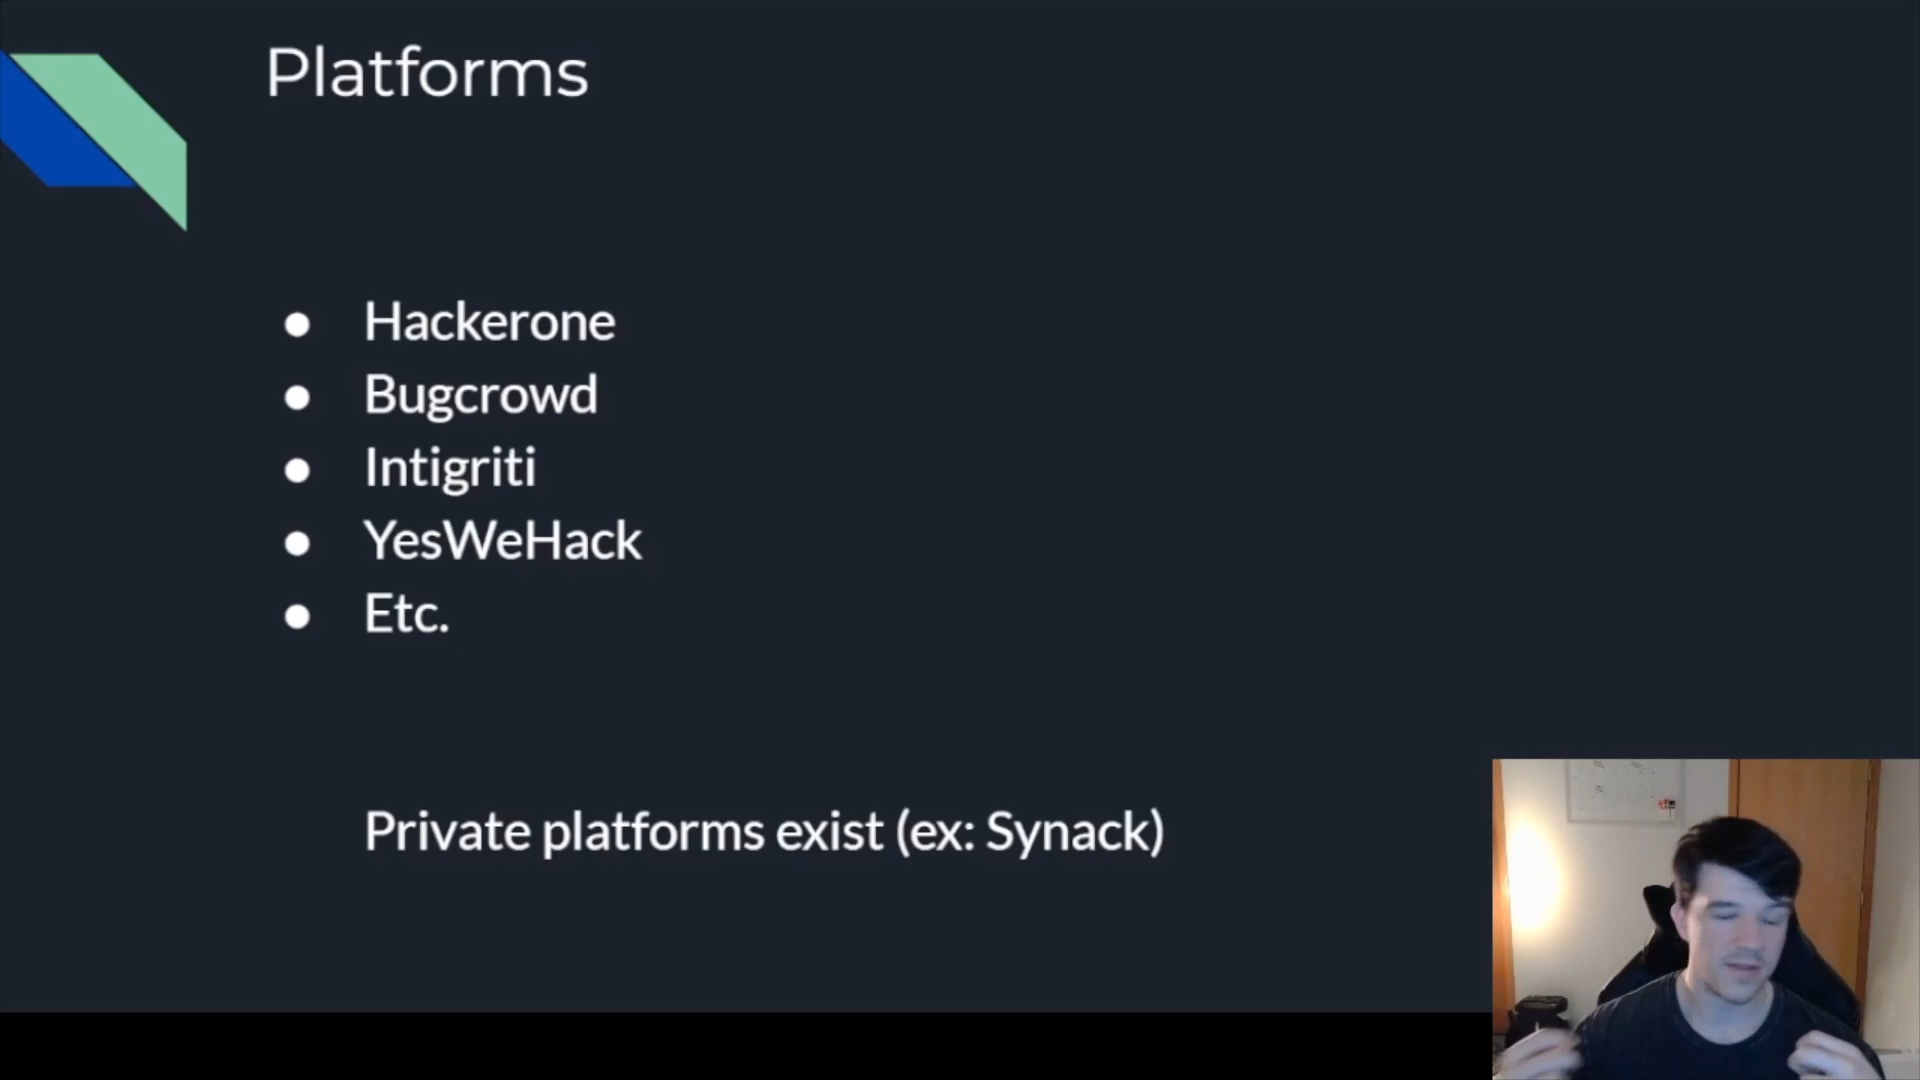 Platforms
● Hackerone
● Bugcrowd
● Intigriti
● YesWeHack
● Etc.
Private platforms exist (ex: Synack)